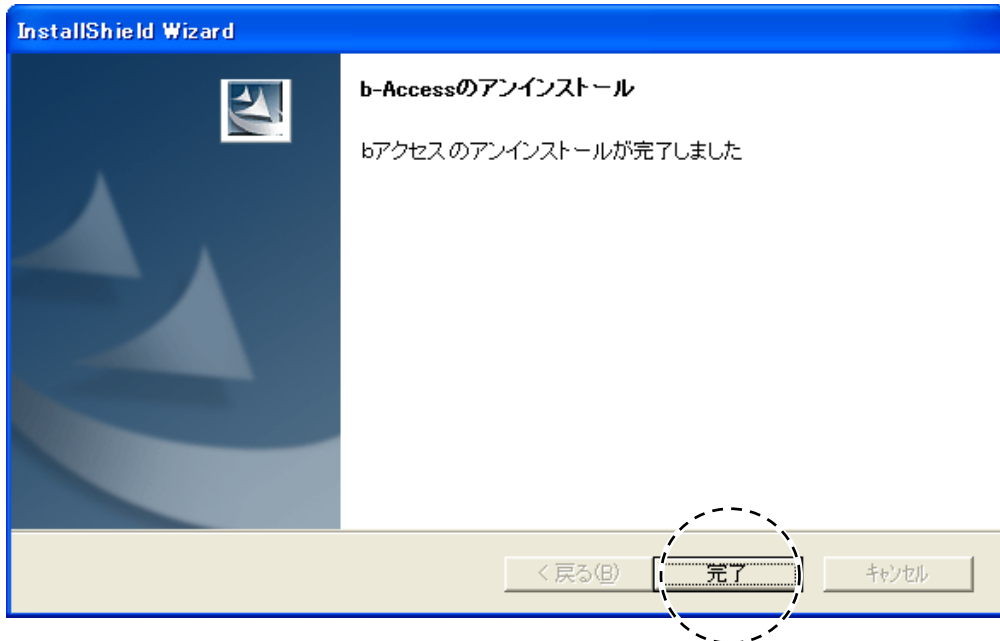 InstallShield Wizard
b-Accessのアンインストール
bアクセスのアンインストールが完了しました
< 戻る(B)
完了
キャンセル